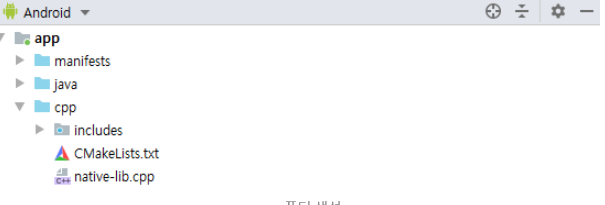 Android
app
manifests
java
cpp
includes
CMakeLists.txt
native-lib.cpp